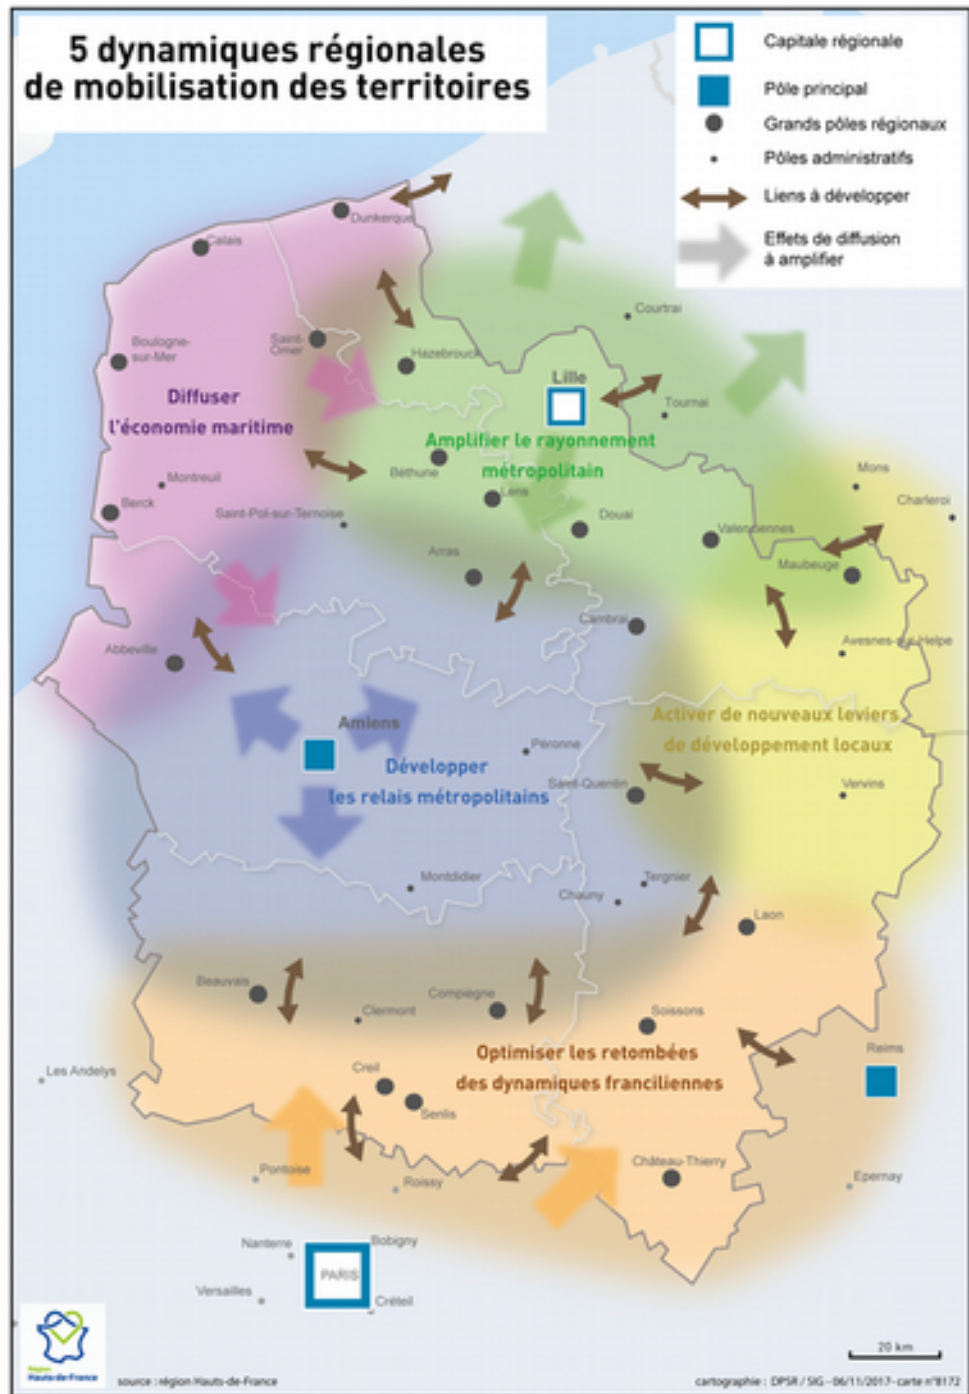 5 dynamiques régionales
de mobilisation des territoires
Capitale régionale
Pôle principal
Grands pôles régionaux
Pôles administratifs
Liens à développer
Effets de diffusion
à amplifier
Dunkerque
Calais
Courtrai
Boulogne-
sur-Mer
Saint-
Omer
Hazebrouck
Lille
Diffuser
l'économie maritime
Tournai
Amplifier le rayonnement
métropolitain
Béthune
Mons
Montreuil
Berck
Lens
Charleroi
Saint-Pol-sur-Ternoise
Douai
Valenciennes
Arras
Maubeuge
Cambrai
Abbeville
Avesnes-sur-Helpe
Amiens
Activer de nouveaux leviers
de développement locaux
Péronne
Développer
les relais métropolitains
Saint-Quentin
Vervins
Montdidier
Tergnier
Chauny
Laon
Beauvais
Compiègne
Clermont
Soissons
Optimiser les retombées
des dynamiques franciliennes
Reims
Les Andelys
Creil
Senlis
Château-Thierry
Pontoise
Roissy
Epernay
Nanterre
Bobigny
PARIS
Versailles
Créteil
Région
Hauts-de-France
source : région Hauts-de-France
20 km
cartographie : DPSR / SIG - 06/11/2017- carte n°8172